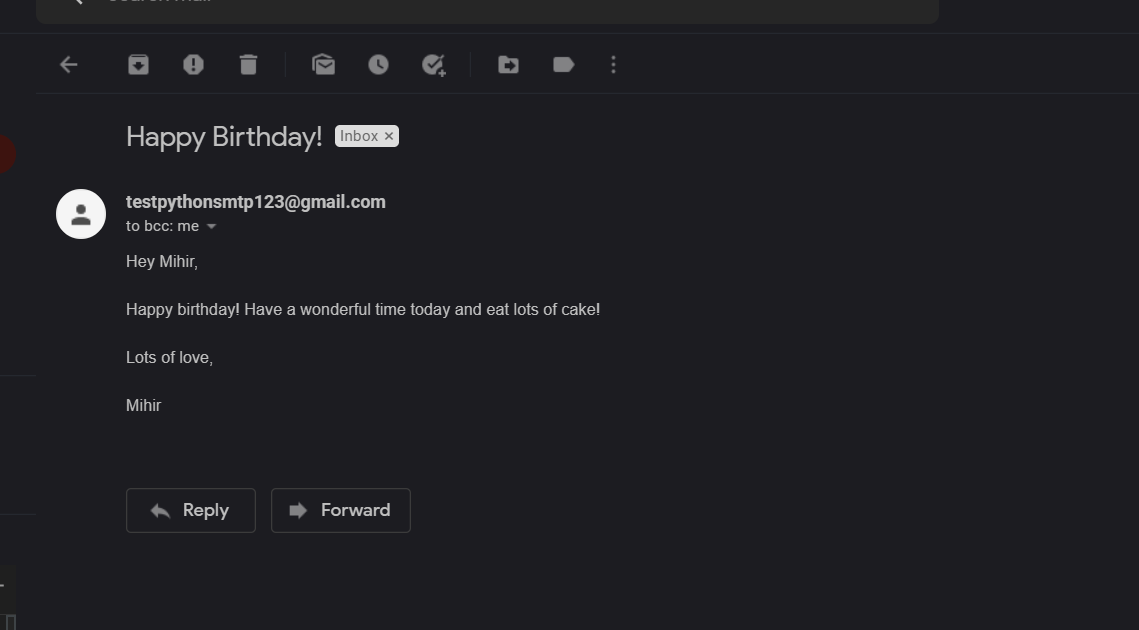 Happy Birthday! Inbox ×
testpythonsmtp123@gmail.com
to bcc: me
Hey Mihir,
Happy birthday! Have a wonderful time today and eat lots of cake!
Lots of love,
Mihir
Reply Forward